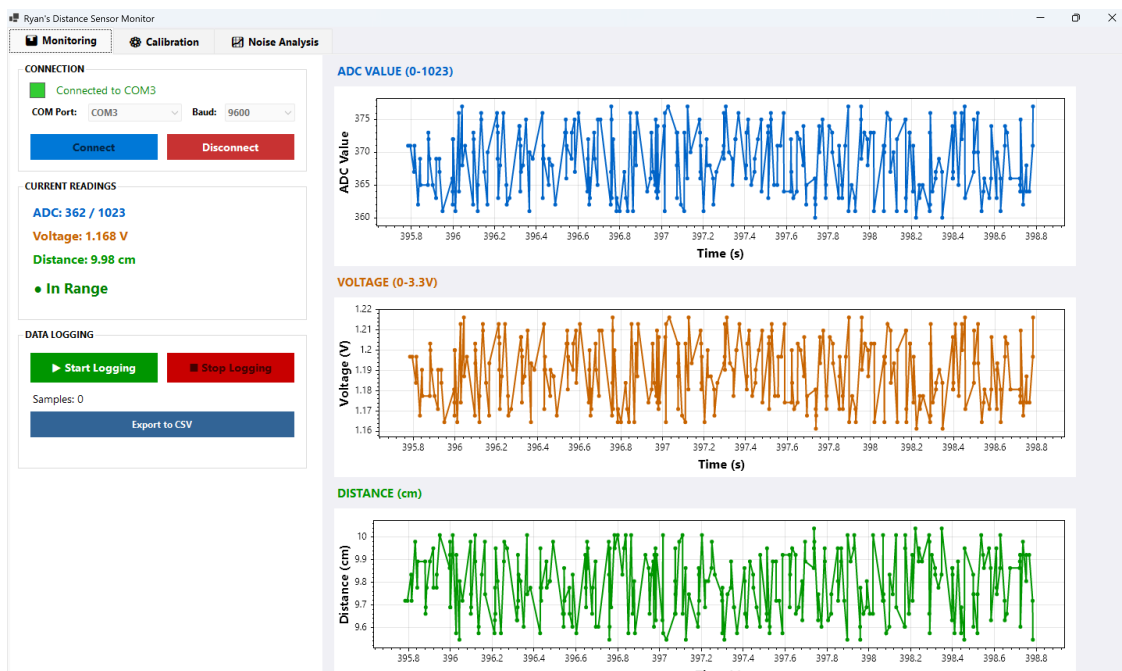 Ryan's Distance Sensor Monitor
Monitoring
Calibration
Noise Analysis
CONNECTION
Connected to COM3
COM Port: COM3 Baud: 9600
Connect Disconnect
CURRENT READINGS
ADC: 362 / 1023
Voltage: 1.168 V
Distance: 9.98 cm
● In Range
DATA LOGGING
▶ Start Logging ■ Stop Logging
Samples: 0
Export to CSV
ADC VALUE (0-1023)
ADC Value
375
370
365
360
395.8 396 396.2 396.4 396.6 396.8 397 397.2 397.4 397.6 397.8 398 398.2 398.4 398.6 398.8
Time (s)
VOLTAGE (0-3.3V)
Voltage (V)
1.22
1.21
1.2
1.19
1.18
1.17
1.16
395.8 396 396.2 396.4 396.6 396.8 397 397.2 397.4 397.6 397.8 398 398.2 398.4 398.6 398.8
Time (s)
DISTANCE (cm)
Distance (cm)
10
9.9
9.8
9.7
9.6
395.8 396 396.2 396.4 396.6 396.8 397 397.2 397.4 397.6 397.8 398 398.2 398.4 398.6 398.8